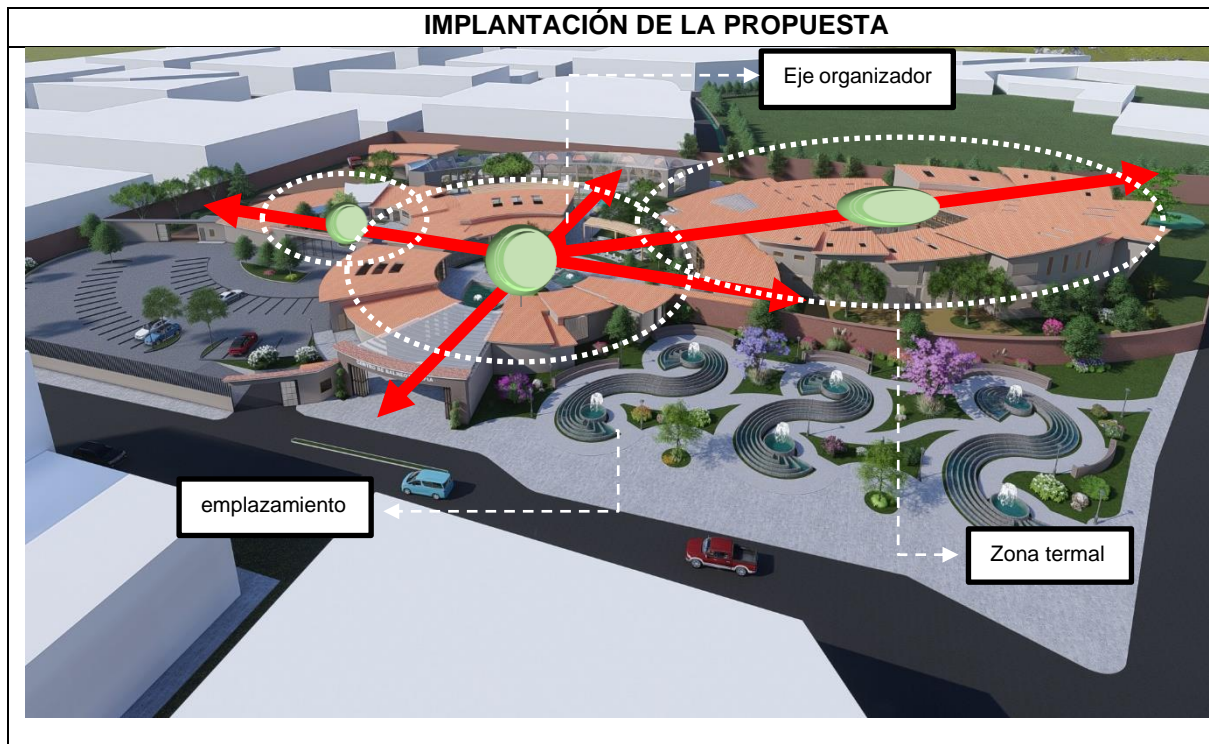 IMPLANTACIÓN DE LA PROPUESTA
Eje organizador
emplazamiento
Zona termal